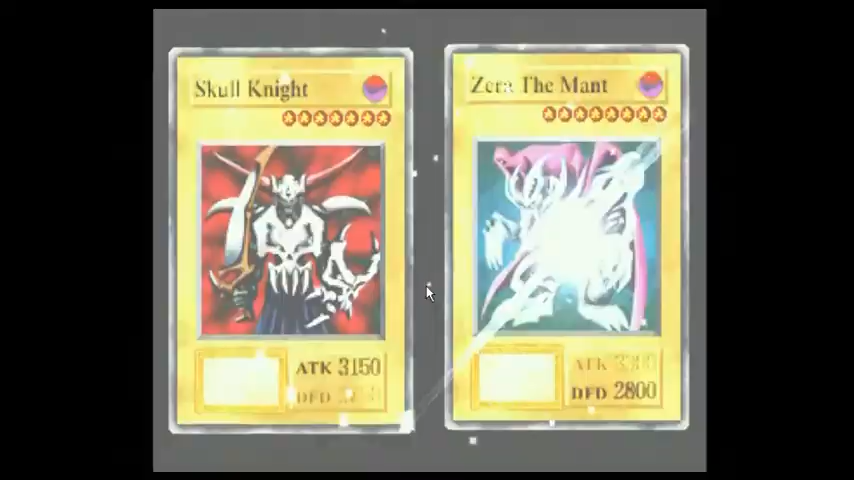 Skull Knight
ATK 3150
DFD
Zera The Mant
ATK
DFD 2800